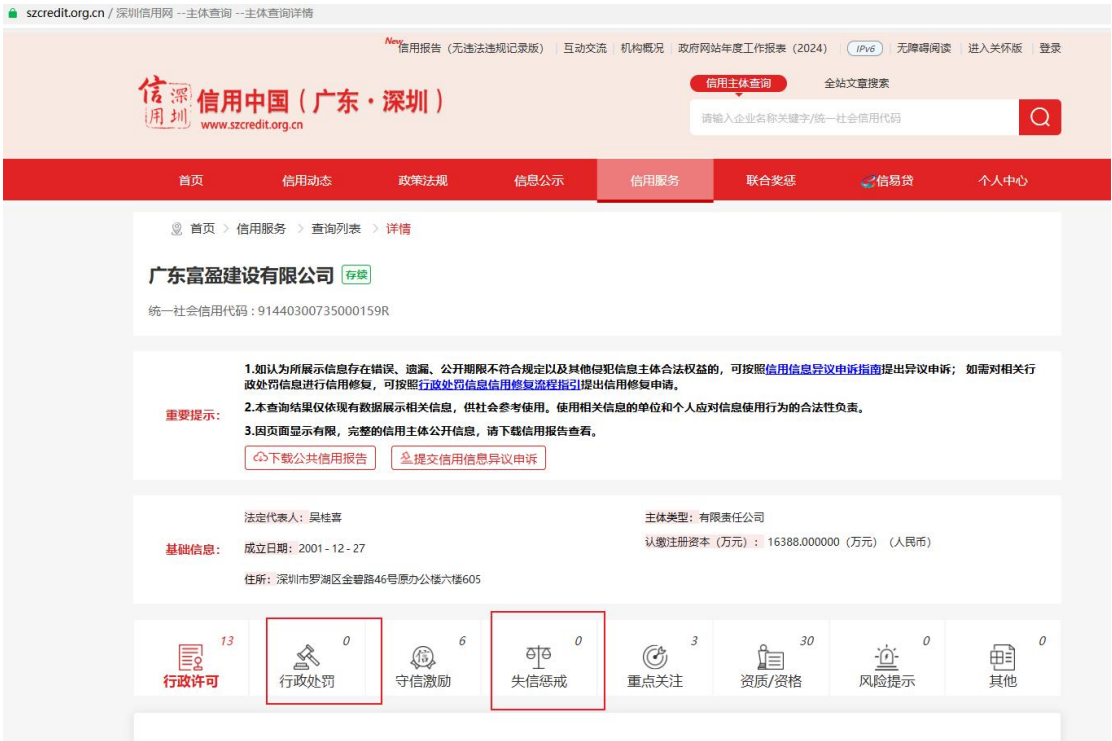 szcredit.org.cn / 深圳信用网 --主体查询 --主体查询详情
New信用报告（无违法违规记录版） 互动交流 机构概况 政府网站年度工作报表（2024） IPv6 无障碍阅读 进入关怀版 登录
信用主体查询 全站文章搜索
信用深圳 信用中国（广东・深圳）
www.szcredit.org.cn
请输入企业名称关键字/统一社会信用代码
首页 信用动态 政策法规 信息公示 信用服务 联合奖惩 信易贷 个人中心
首页 > 信用服务 > 查询列表 > 详情
广东富盈建设有限公司 存续
统一社会信用代码 : 91440300735000159R
重要提示：
1.如认为所展示信息存在错误、遗漏、公开期限不符合规定以及其他侵犯信息主体合法权益的，可按照信用信息异议申诉指南提出异议申诉； 如需对相关行
政处罚信息进行信用修复，可按照行政处罚信息信用修复流程指引提出信用修复申请。
2.本查询结果仅依现有数据展示相关信息，供社会参考使用。使用相关信息的单位和个人应对信息使用行为的合法性负责。
3.因页面显示有限，完整的信用主体公开信息，请下载信用报告查看。
下载公共信用报告 提交信用信息异议申诉
基础信息：
法定代表人：吴桂喜 主体类型：有限责任公司
成立日期：2001-12-27 认缴注册资本（万元）：16388.000000（万元）（人民币）
住所：深圳市罗湖区金碧路46号原办公楼六楼605
13 0 6 0 3 30 0 0
行政许可 行政处罚 守信激励 失信惩戒 重点关注 资质/资格 风险提示 其他